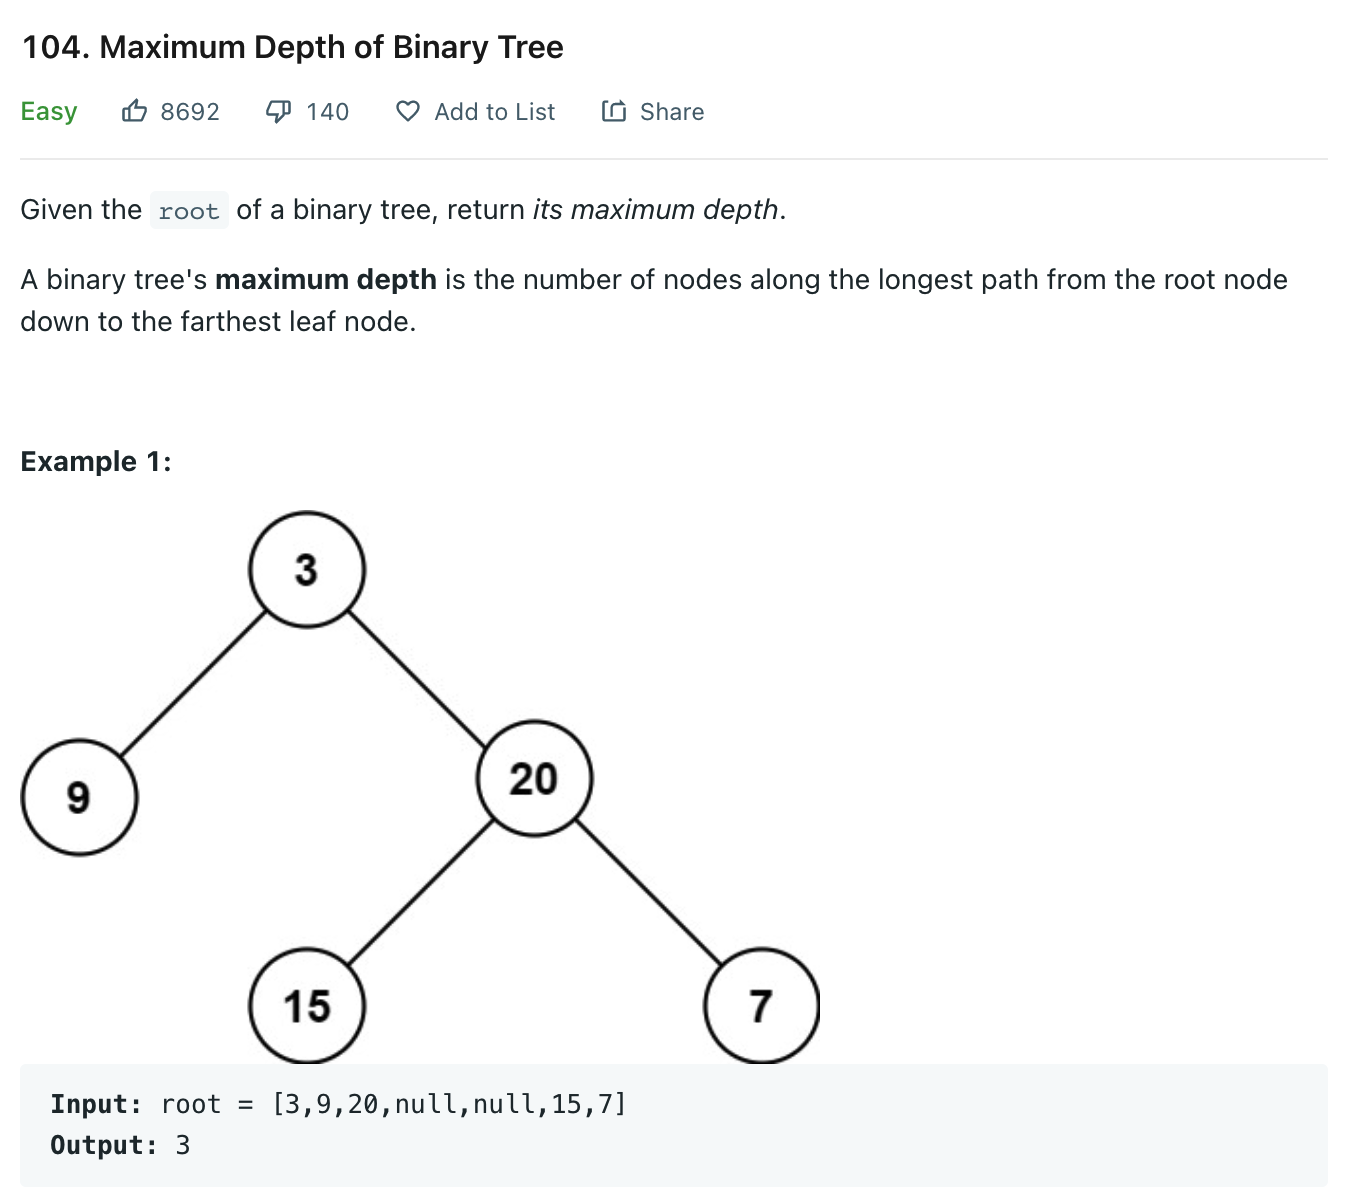 104. Maximum Depth of Binary Tree
Easy 8692 140 Add to List Share
Given the root of a binary tree, return its maximum depth.
A binary tree's maximum depth is the number of nodes along the longest path from the root node
down to the farthest leaf node.
Example 1:
3
9
20
15
7
Input: root = [3,9,20,null,null,15,7]
Output: 3